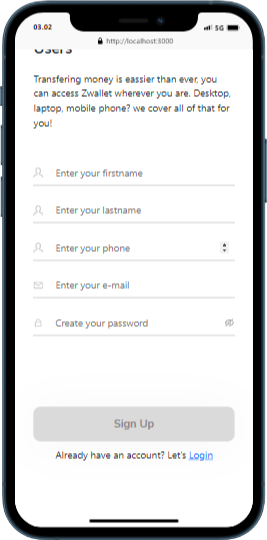 03.02
5G
http://localhost:3000
Users
Transfering money is eassier than ever, you
can access Zwallet wherever you are. Desktop,
laptop, mobile phone? we cover all of that for
you!
Enter your firstname
Enter your lastname
Enter your phone
Enter your e-mail
Create your password
Sign Up
Already have an account? Let's Login